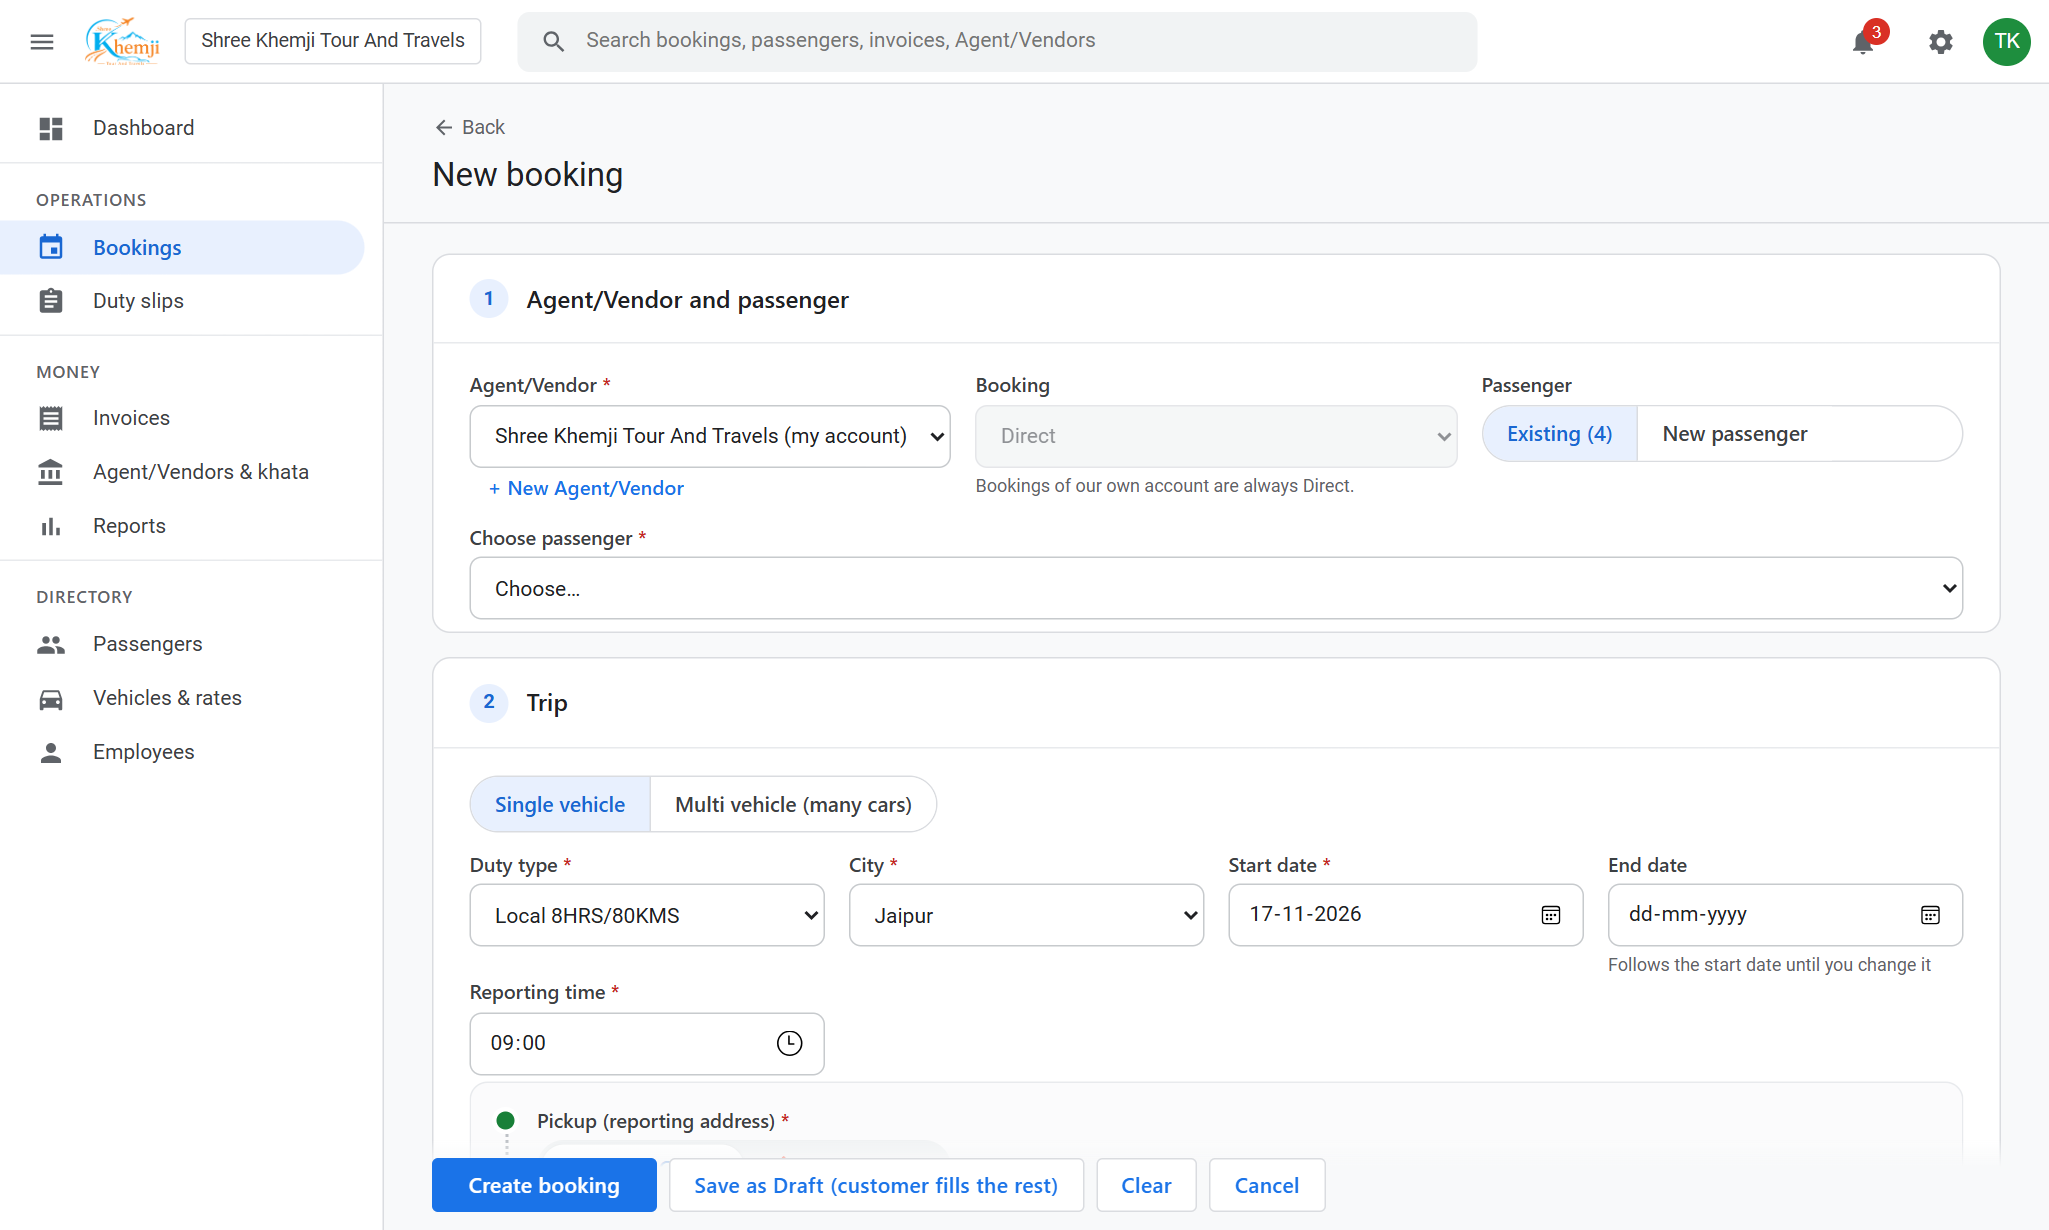 Khemji
Shree Khemji Tour And Travels
Search bookings, passengers, invoices, Agent/Vendors
3
TK
Dashboard
OPERATIONS
Bookings
Duty slips
MONEY
Invoices
Agent/Vendors & khata
Reports
DIRECTORY
Passengers
Vehicles & rates
Employees
Back
New booking
1 Agent/Vendor and passenger
Agent/Vendor * Booking Passenger
Shree Khemji Tour And Travels (my account) Direct Existing (4) New passenger
+ New Agent/Vendor Bookings of our own account are always Direct.
Choose passenger *
Choose...
2 Trip
Single vehicle Multi vehicle (many cars)
Duty type * City * Start date * End date
Local 8HRS/80KMS Jaipur 17-11-2026 dd-mm-yyyy
Follows the start date until you change it
Reporting time *
09:00
Pickup (reporting address) *
Create booking Save as Draft (customer fills the rest) Clear Cancel